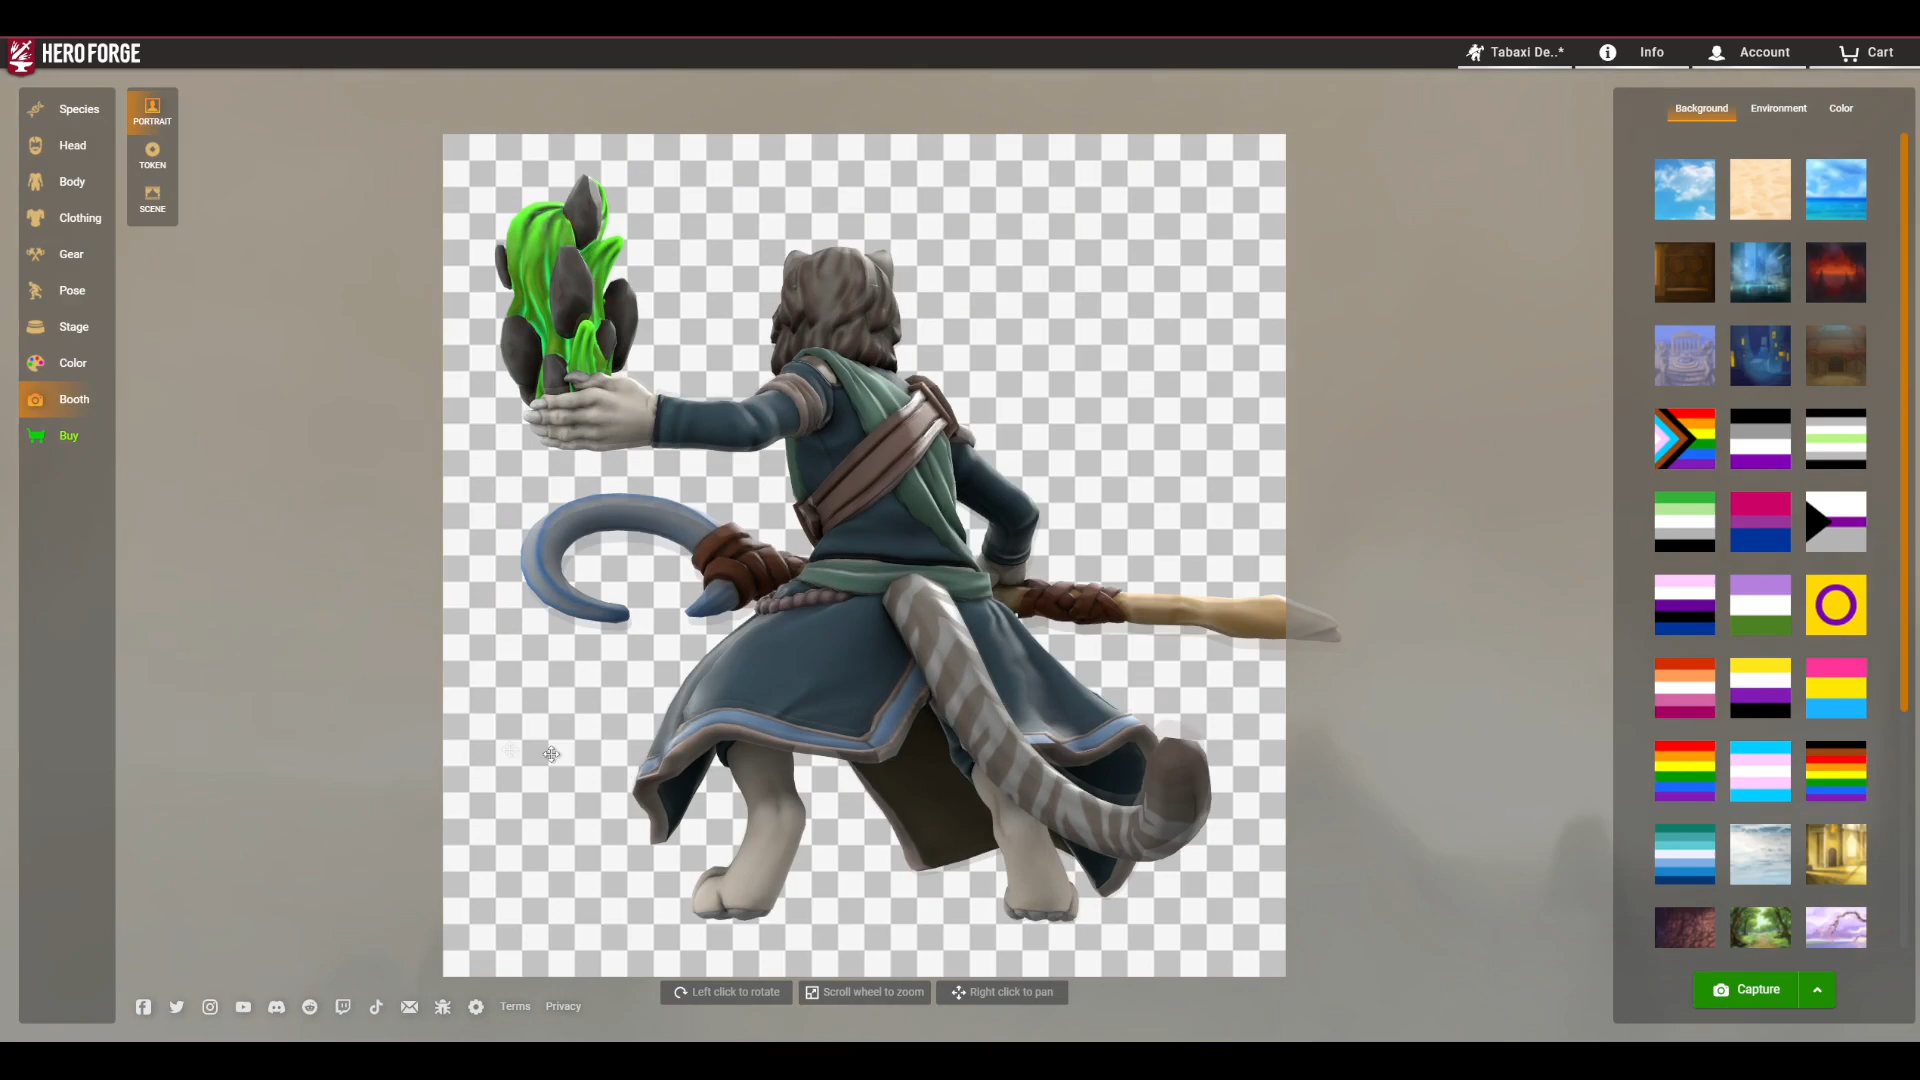 HERO FORGE
Tabaxi De..*
Info
Account
Cart
Species
Head
Body
Clothing
Gear
Pose
Stage
Color
Booth
Buy
PORTRAIT
TOKEN
SCENE
Background
Environment
Color
Left click to rotate
Scroll wheel to zoom
Right click to pan
Terms
Privacy
Capture